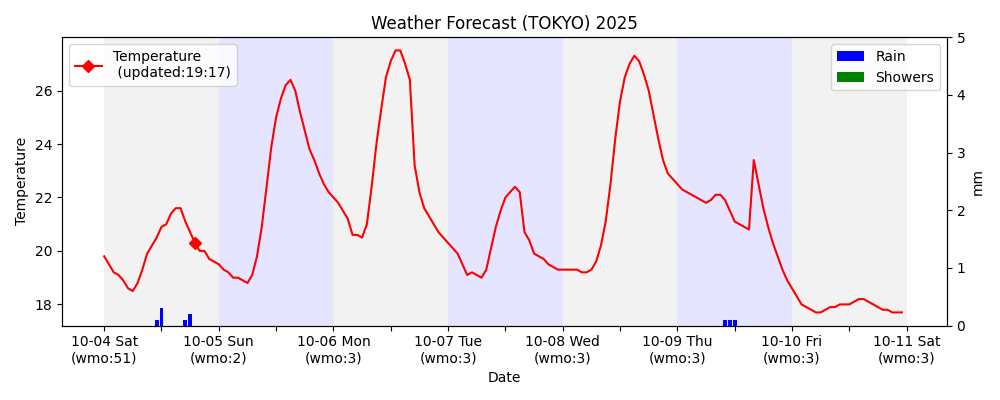 Weather Forecast (TOKYO) 2025
Temperature
(updated:19:17)
Rain
Showers
Temperature
26
24
22
20
18
5
4
3
2
1
0
mm
10-04 Sat
(wmo:51)
10-05 Sun
(wmo:2)
10-06 Mon
(wmo:3)
10-07 Tue
(wmo:3)
10-08 Wed
(wmo:3)
10-09 Thu
(wmo:3)
10-10 Fri
(wmo:3)
10-11 Sat
(wmo:3)
Date